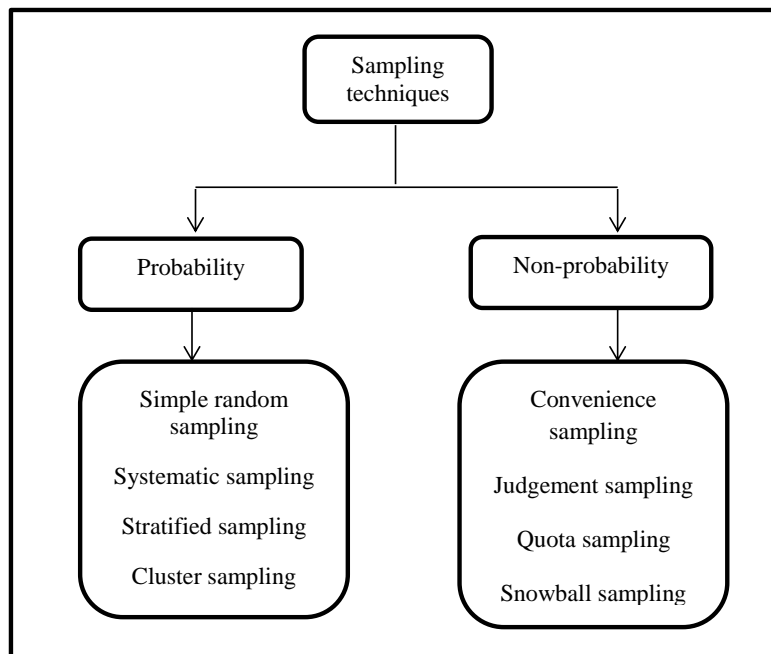 Sampling
techniques
Probability
Non-probability
Simple random
sampling
Systematic sampling
Stratified sampling
Cluster sampling
Convenience
sampling
Judgement sampling
Quota sampling
Snowball sampling